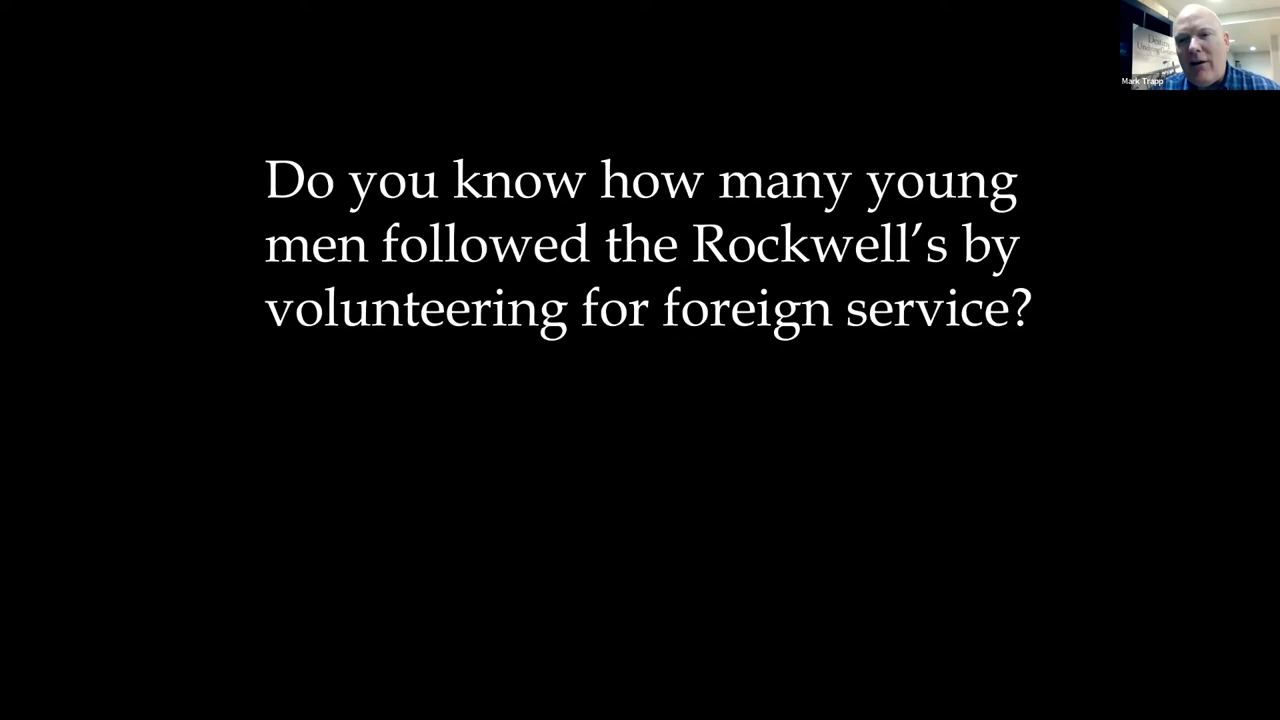 Do you know how many young
men followed the Rockwell’s by
volunteering for foreign service?
Mark Trapp